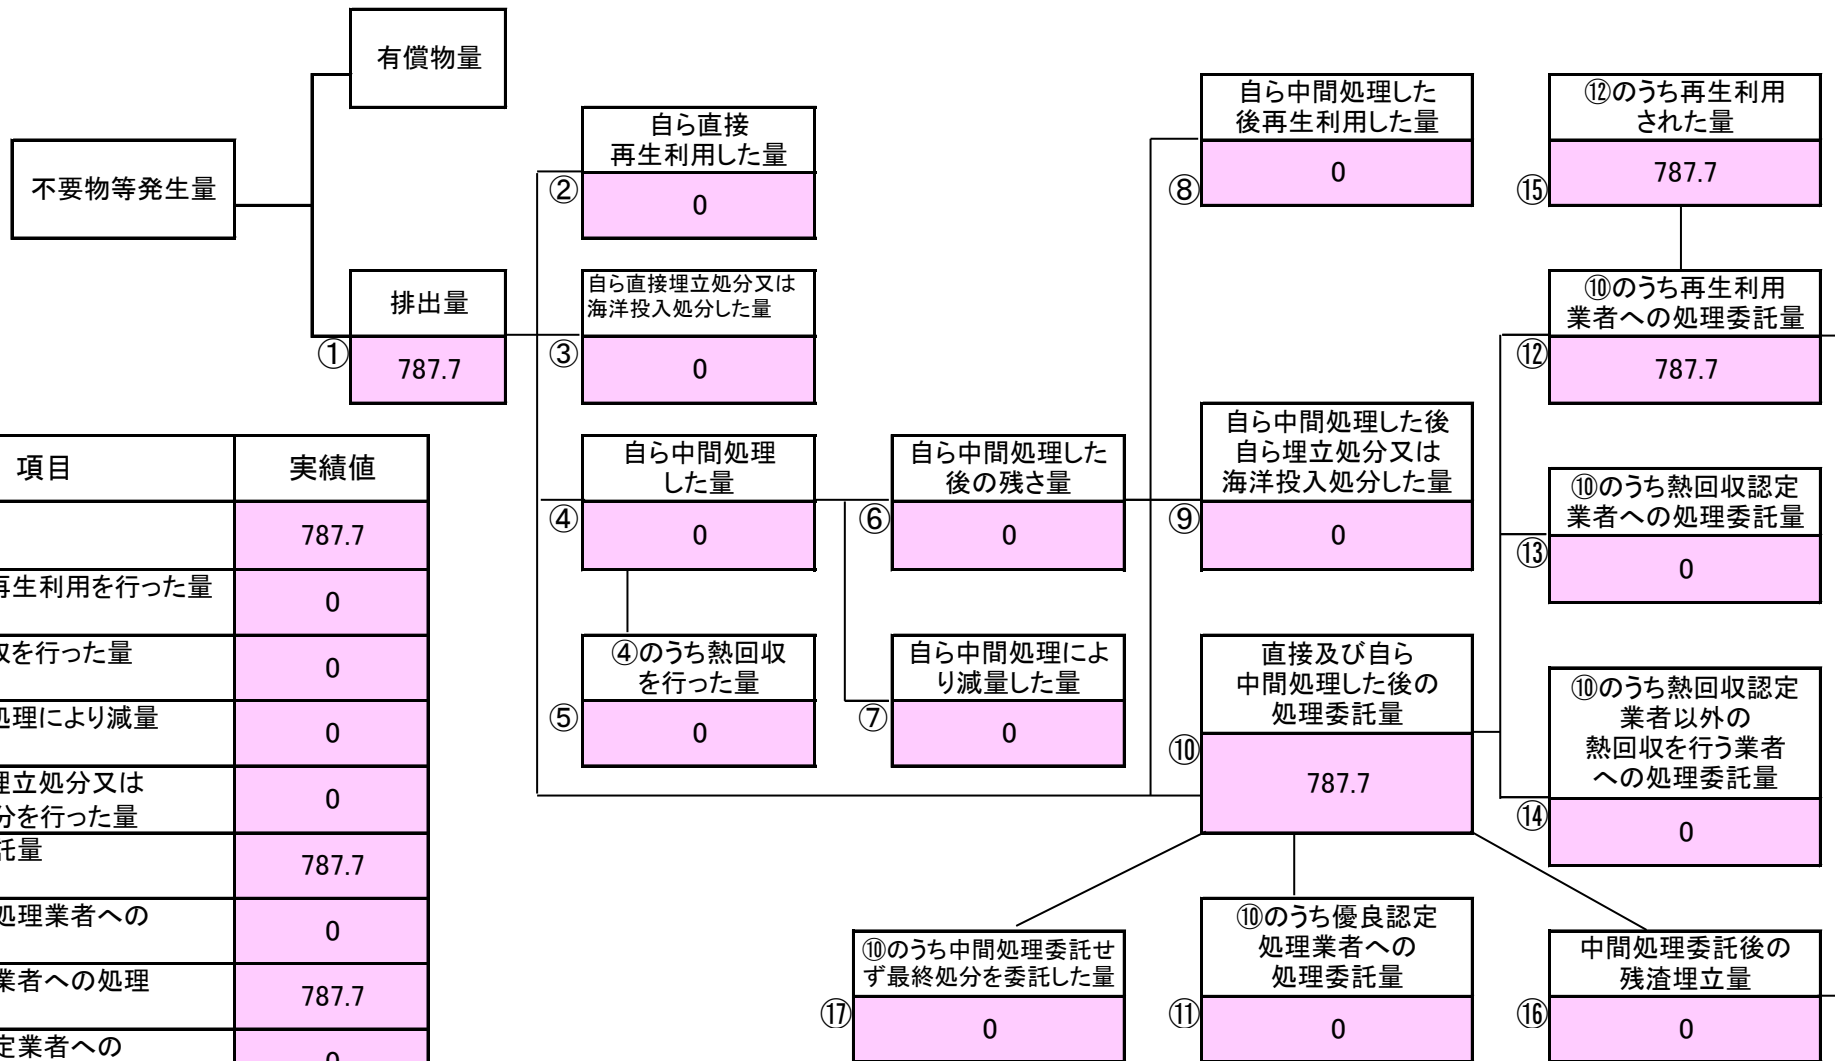 有償物量
不要物等発生量
排出量
①
787.7
自ら直接
再生利用した量
②
0
自ら直接埋立処分又は
海洋投入処分した量
③
0
自ら中間処理
した量
④
0
④のうち熱回収
を行った量
⑤
0
自ら中間処理した
後の残さ量
⑥
0
自ら中間処理によ
り減量した量
⑦
0
自ら中間処理した
後再生利用した量
⑧
0
自ら中間処理した後
自ら埋立処分又は
海洋投入処分した量
⑨
0
直接及び自ら
中間処理した後の
処理委託量
⑩
787.7
⑫のうち再生利用
された量
⑮
787.7
⑩のうち再生利用
業者への処理委託量
⑫
787.7
⑩のうち熱回収認定
業者への処理委託量
⑬
0
⑩のうち熱回収認定
業者以外の
熱回収を行う業者
への処理委託量
⑭
0
⑩のうち中間処理委託せ
ず最終処分を委託した量
⑰
0
⑩のうち優良認定
処理業者への
処理委託量
⑪
0
中間処理委託後の
残渣埋立量
⑯
0
項目 実績値
787.7
再生利用を行った量 0
収を行った量 0
処理により減量 0
埋立処分又は
分を行った量 0
託量 787.7
処理業者への 0
業者への処理 787.7
定業者への 0